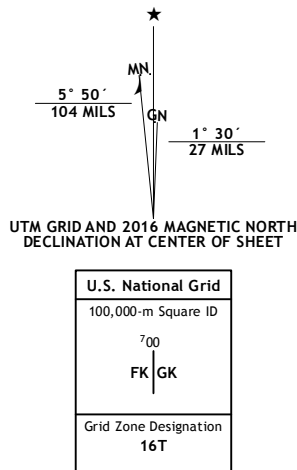 ★
MN
5° 50´
104 MILS
GN
1° 30´
27 MILS
UTM GRID AND 2016 MAGNETIC NORTH
DECLINATION AT CENTER OF SHEET
U.S. National Grid
100,000-m Square ID
⁷00
FK GK
Grid Zone Designation
16T